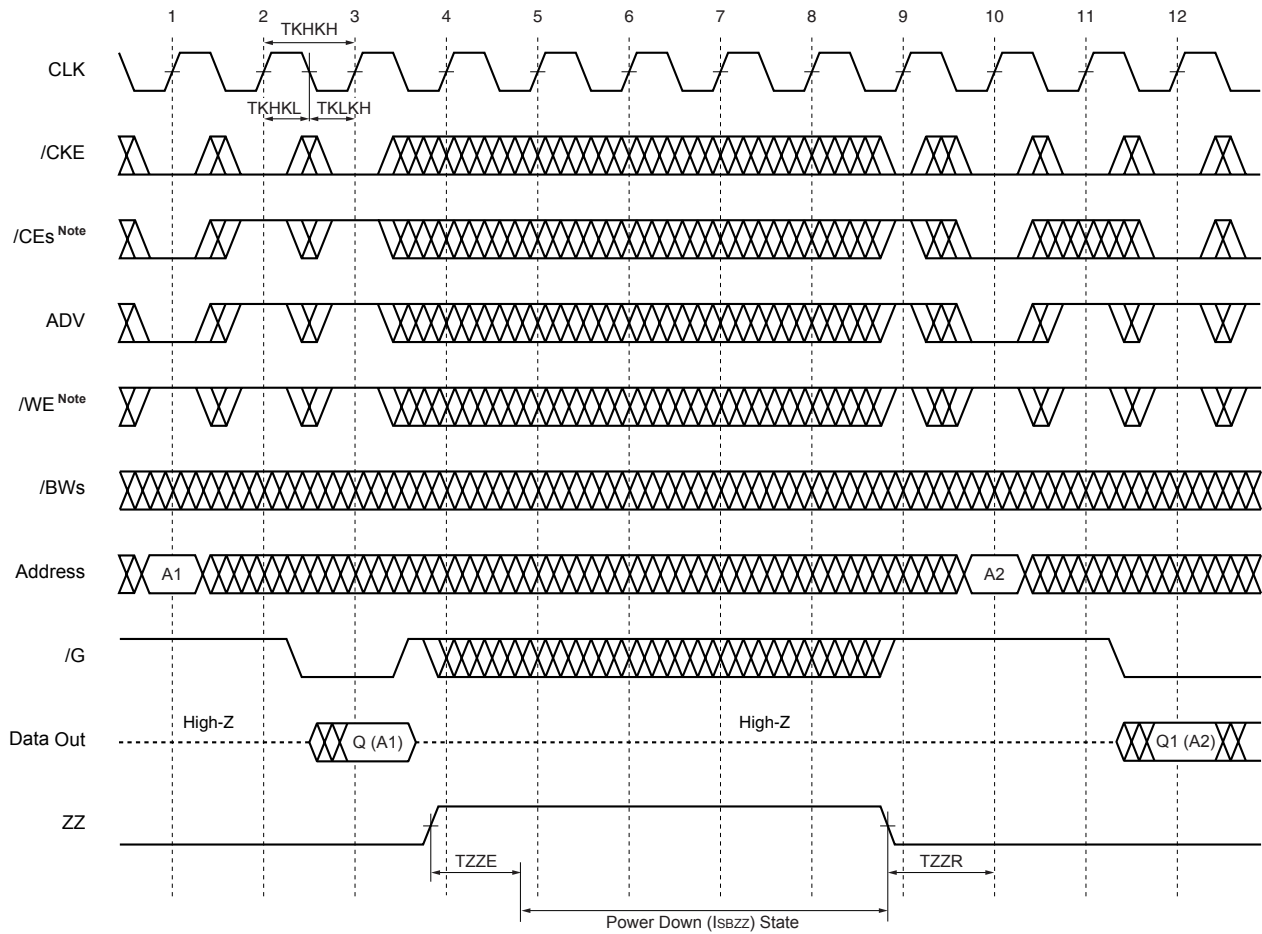 1 2 3 4 5 6 7 8 9 10 11 12
TKHKH
CLK
TKHKL TKLKH
/CKE
/CEs Note
ADV
/WE Note
/BWs
Address A1 A2
/G
High-Z High-Z
Data Out Q (A1) Q1 (A2)
ZZ
TZZE TZZR
Power Down (ISBZZ) State